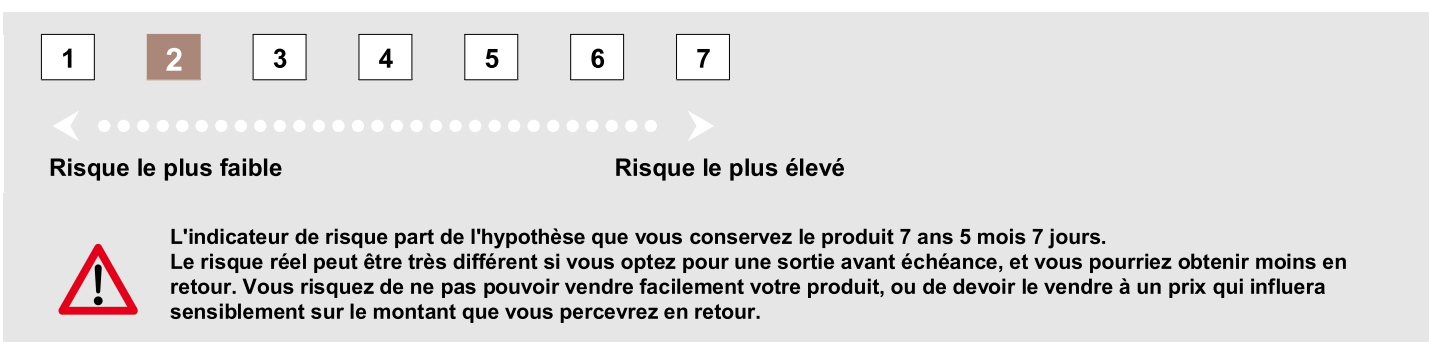 1 2 3 4 5 6 7
Risque le plus faible Risque le plus élevé
L'indicateur de risque part de l'hypothèse que vous conservez le produit 7 ans 5 mois 7 jours.
Le risque réel peut être très différent si vous optez pour une sortie avant échéance, et vous pourriez obtenir moins en
retour. Vous risquez de ne pas pouvoir vendre facilement votre produit, ou de devoir le vendre à un prix qui influera
sensiblement sur le montant que vous percevrez en retour.